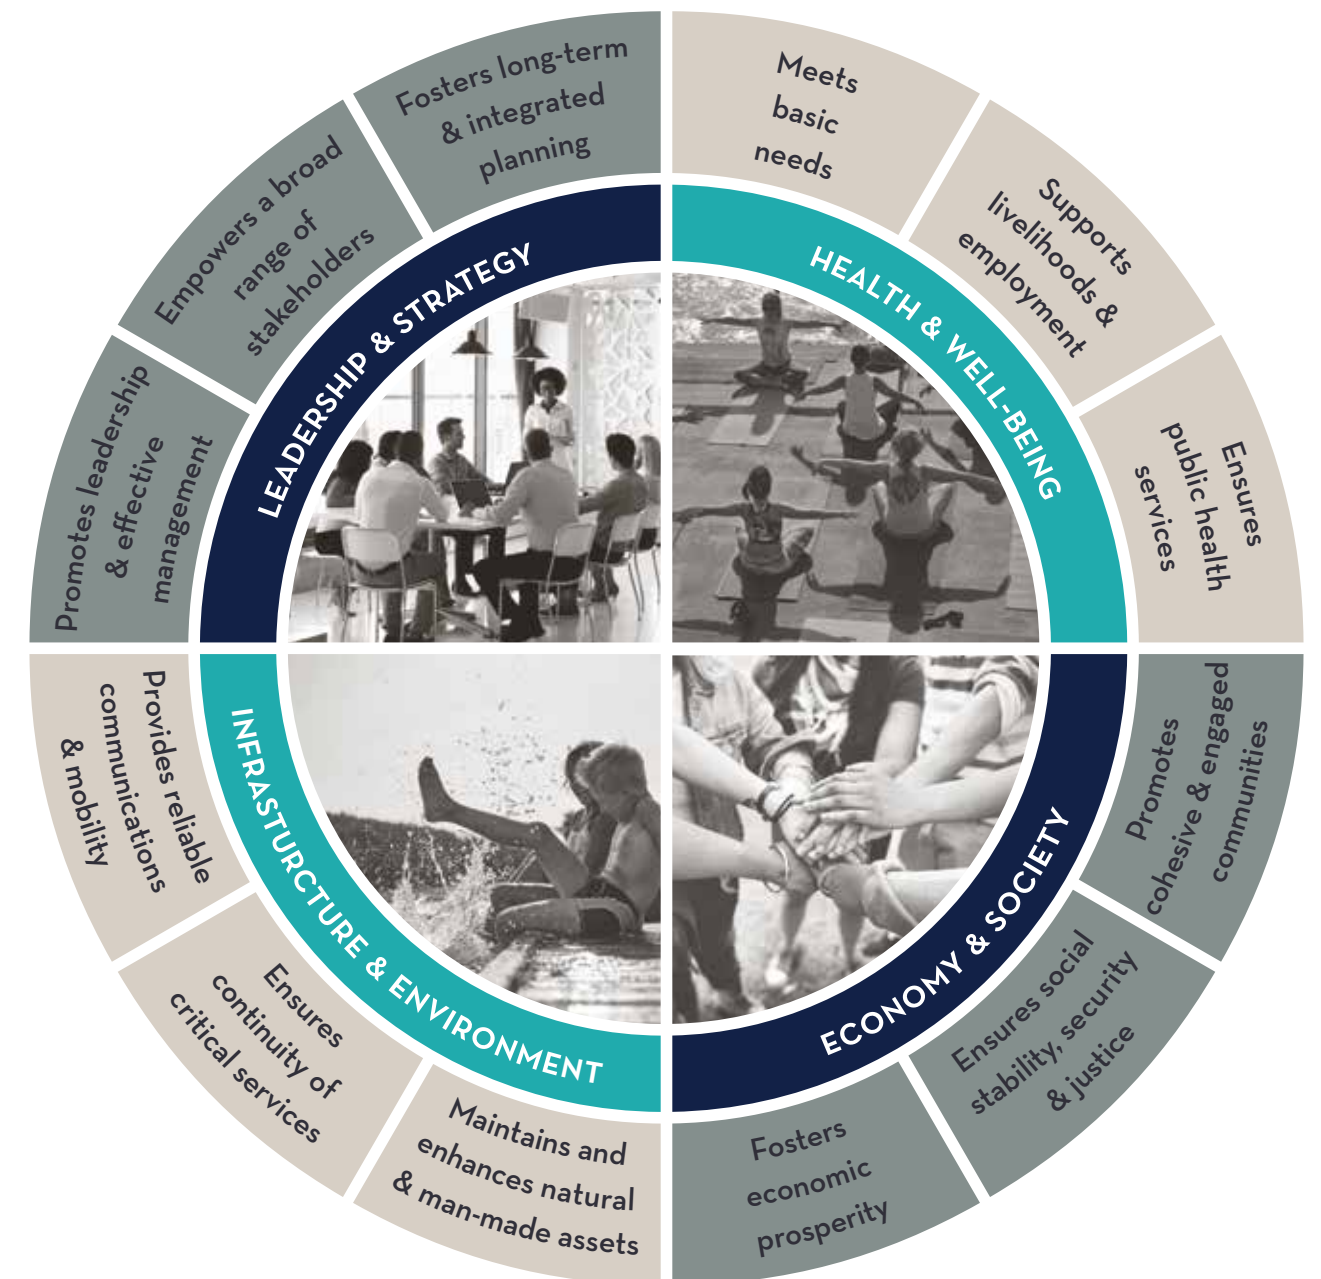 Fosters long-term
& integrated
planning
Meets
basic
needs
Empowers a broad
range of
stakeholders
Supports
livelihoods &
employment
Promotes leadership
& effective
management
Ensures
public health
services
LEADERSHIP & STRATEGY
HEALTH & WELL-BEING
INFRASTURCTURE & ENVIRONMENT
ECONOMY & SOCIETY
Provides reliable
communications
& mobility
Promotes
cohesive & engaged
communities
Ensures
continuity of
critical services
Ensures social
stability, security
& justice
Maintains and
enhances natural
& man-made assets
Fosters
economic
prosperity